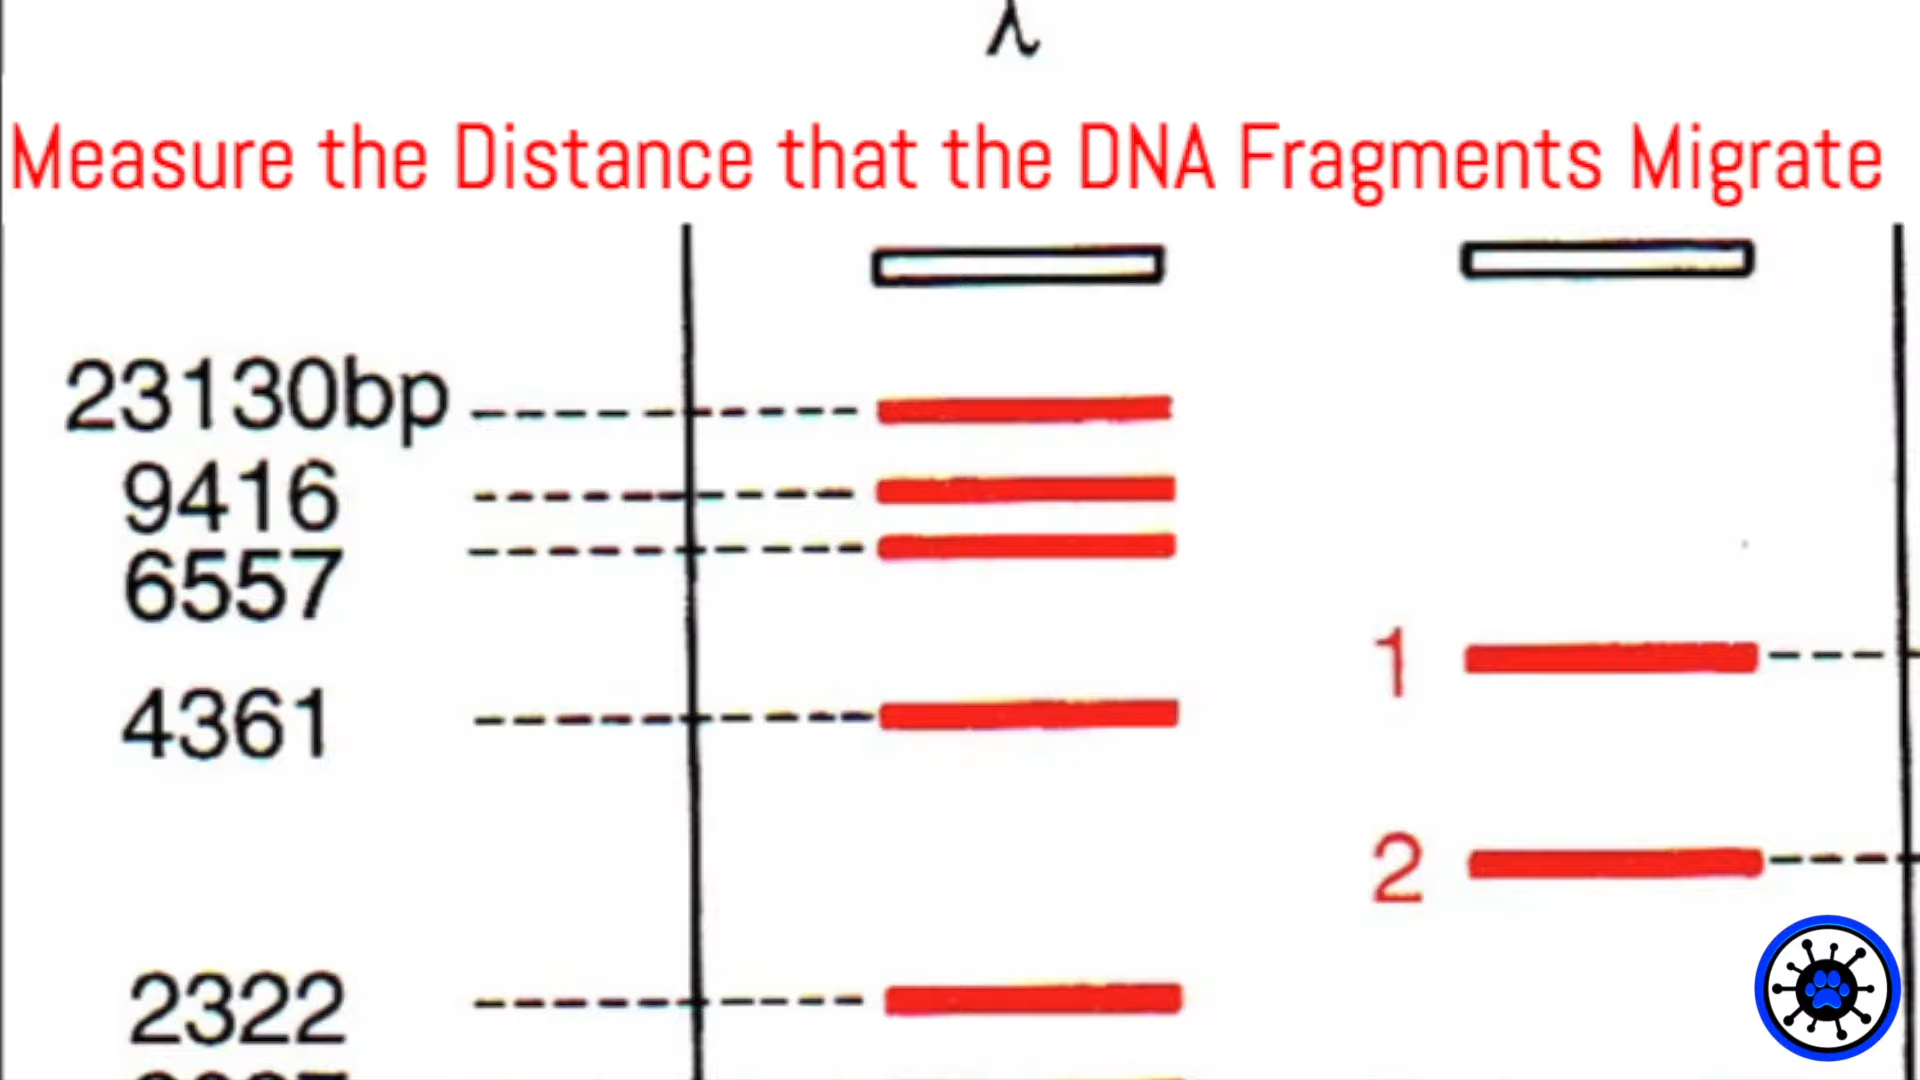 λ
Measure the Distance that the DNA Fragments Migrate
23130bp
9416
6557
1
4361
2
2322